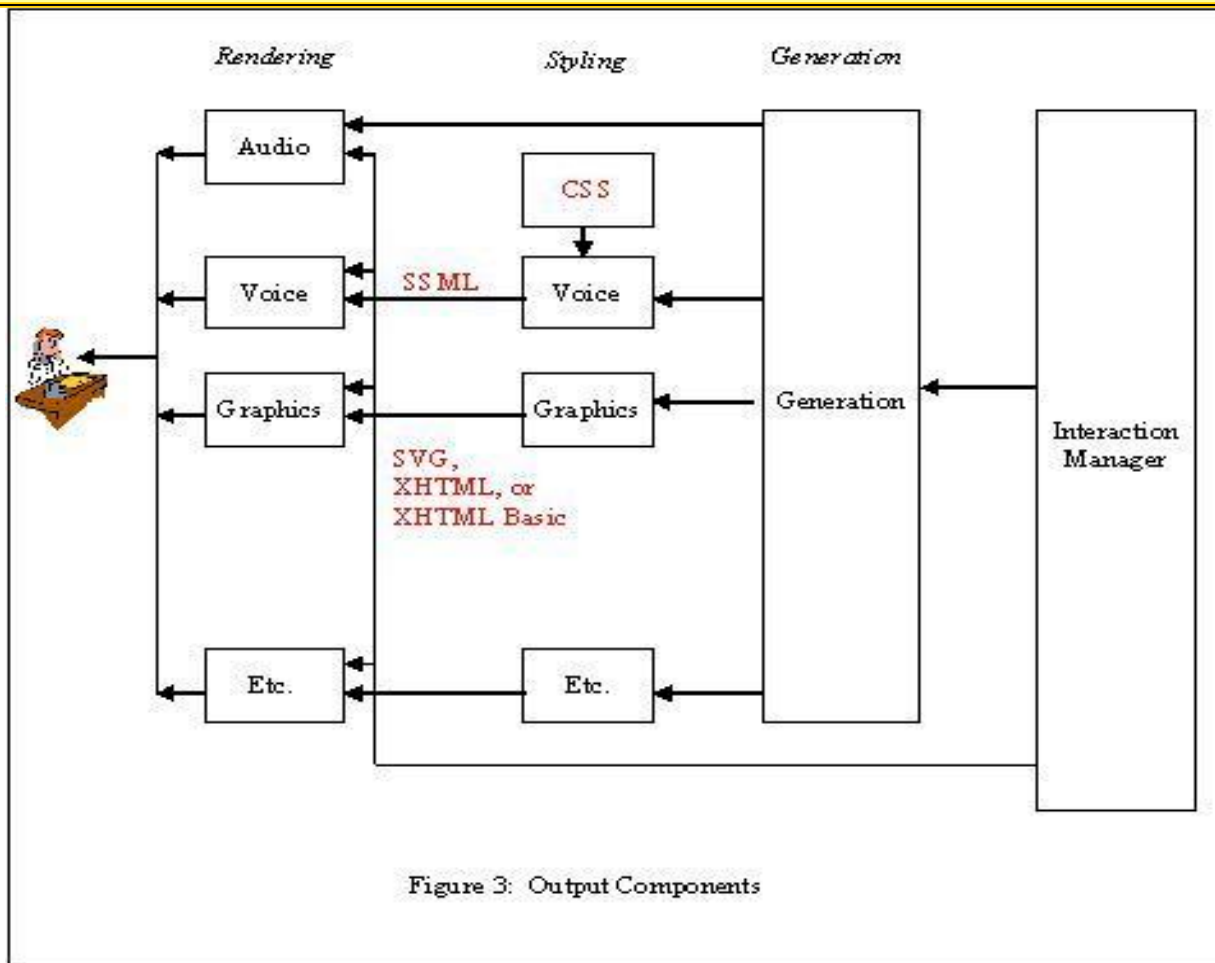 Rendering
Styling
Generation
Audio
CSS
Voice
SSML
Voice
Graphics
Graphics
Generation
Interaction
Manager
SVG,
XHTML, or
XHTML Basic
Etc.
Etc.
Figure 3: Output Components